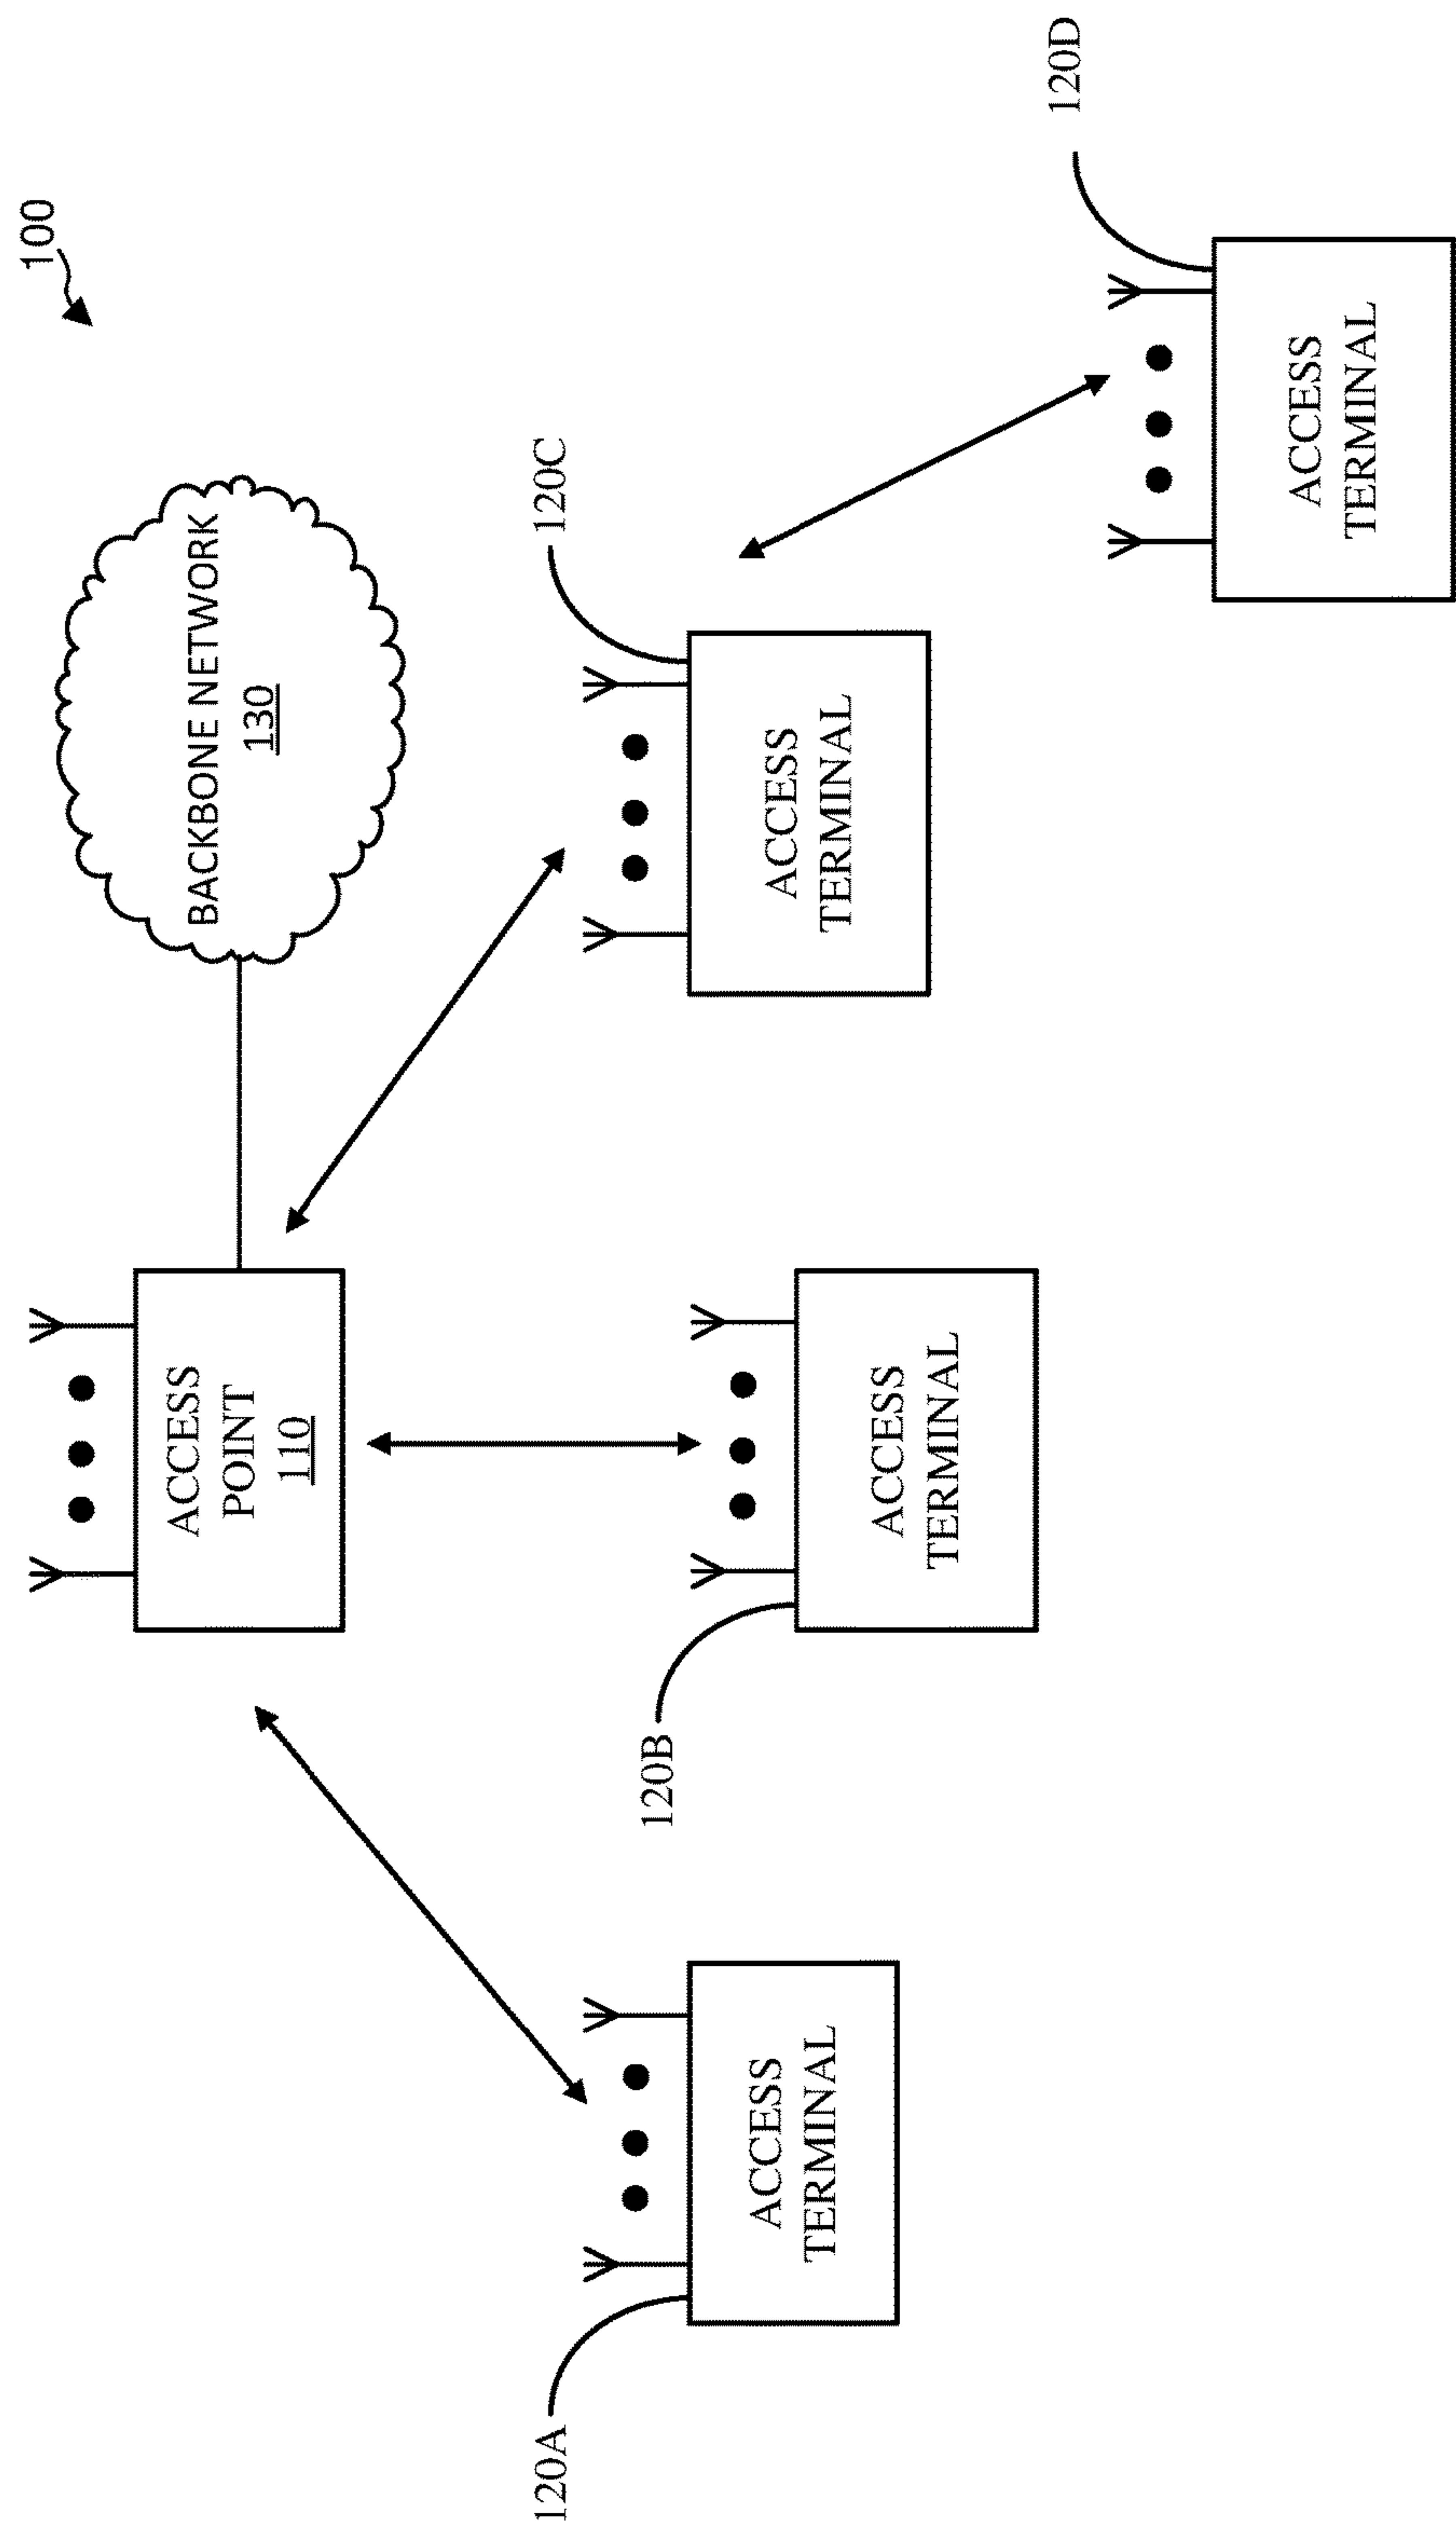 100
BACKBONE NETWORK
130
ACCESS
POINT
110
120A
ACCESS
TERMINAL
120B
ACCESS
TERMINAL
120C
ACCESS
TERMINAL
120D
ACCESS
TERMINAL